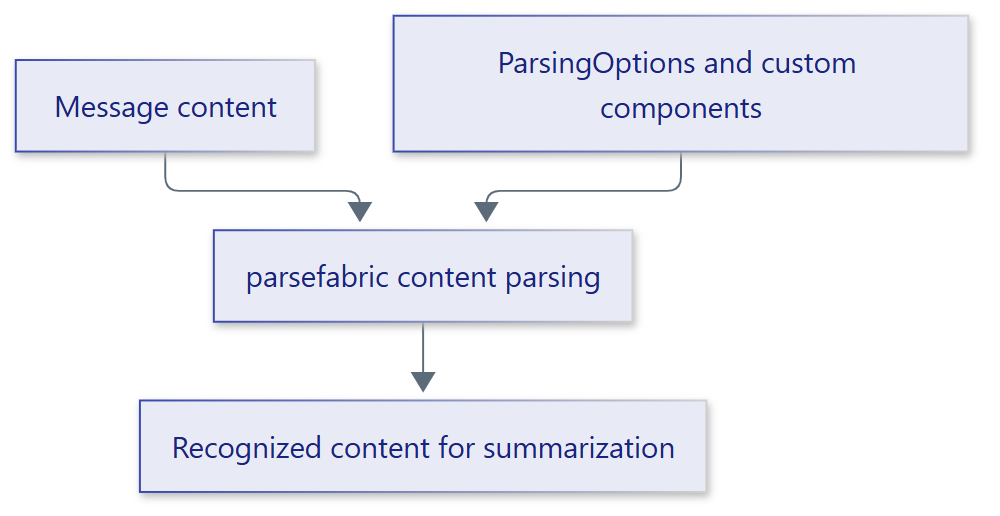 Message content
ParsingOptions and custom
components
parsefabric content parsing
Recognized content for summarization